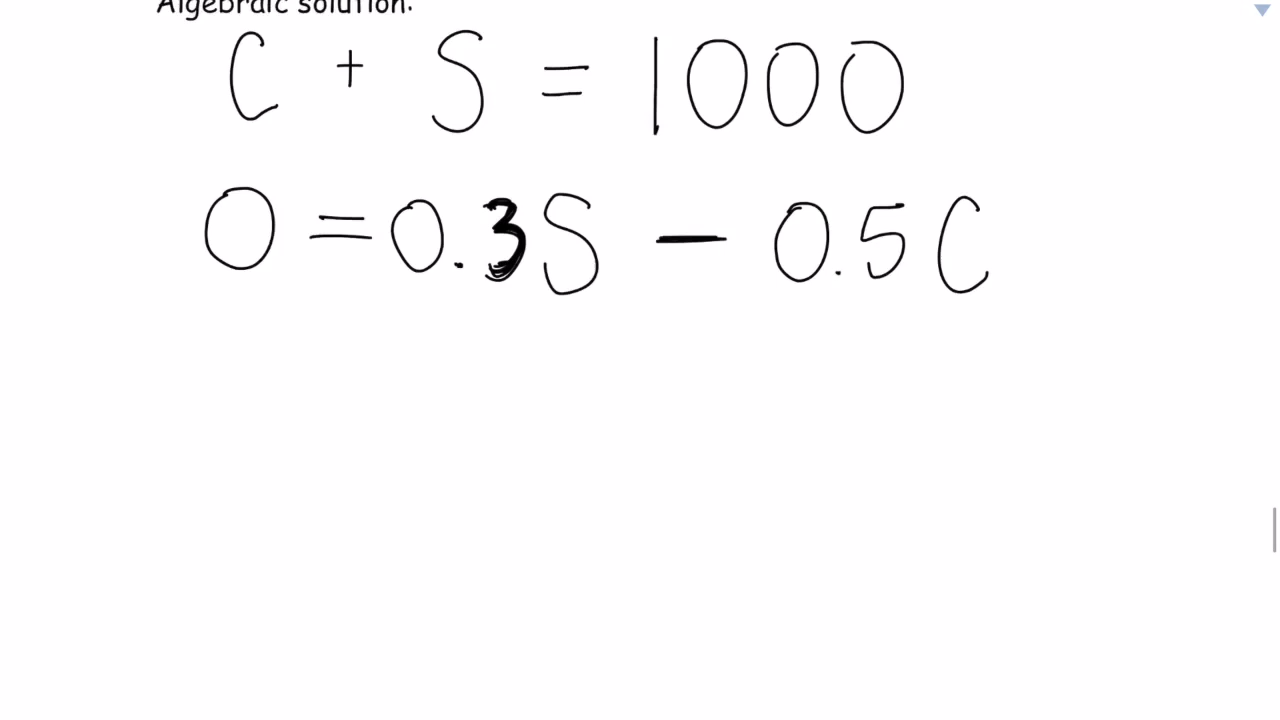 Algebraic solution:
C + S = 1000
0 = 0.3S - 0.5C